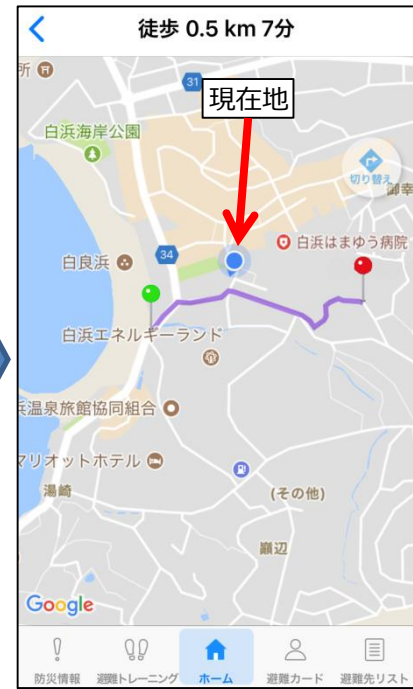 徒歩 0.5 km 7分
所
31
現在地
白浜海岸公園
切り替え
御幸
白浜はまゆう病院
白良浜
34
白浜エネルギーランド
浜温泉旅館協同組合
マリオットホテル
湯崎
(その他)
巌辺
Google
防災情報
避難トレーニング
ホーム
避難カード
避難先リスト